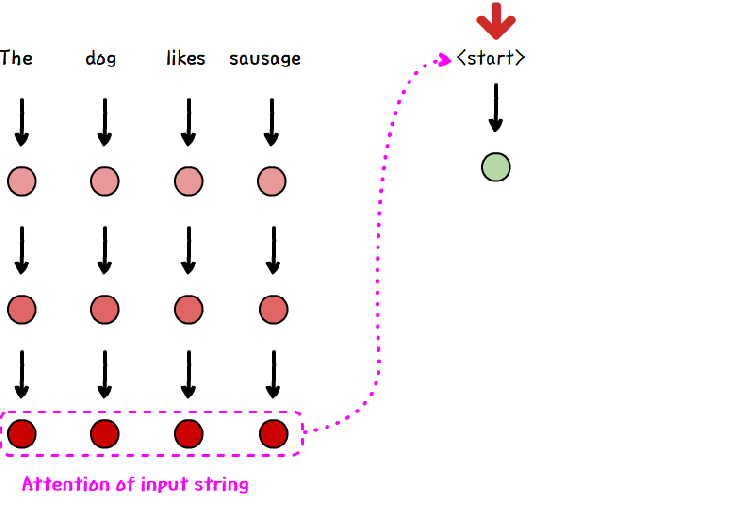 The dog likes sausage
<start>
Attention of input string